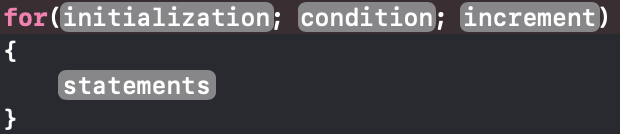 for(initialization; condition; increment)
{
    statements
}